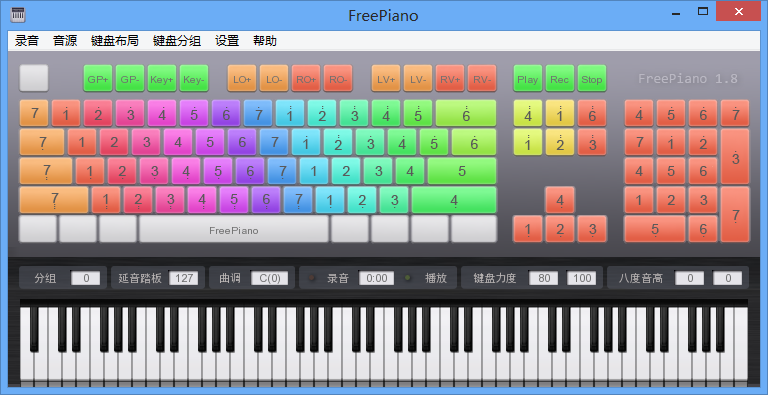 FreePiano
录音 音源 键盘布局 键盘分组 设置 帮助
GP+ GP- Key+ Key- LO+ LO- RO+ RO- LV+ LV- RV+ RV- Play Rec Stop FreePiano 1.8
7 1 2 3 4 5 6 7 1 2 3 4 5 6 4 1 6 4 5 6 7
7 1 2 3 4 5 6 7 1 2 3 4 5 6 1 2 3 7 1 2 3
7 1 2 3 4 5 6 7 1 2 3 4 5 4 5 6
7 1 2 3 4 5 6 7 1 2 3 4 4 1 2 3 7
FreePiano 1 2 3 5 6
分组 0 延音踏板 127 曲调 C(0) 录音 0:00 播放 键盘力度 80 100 八度音高 0 0